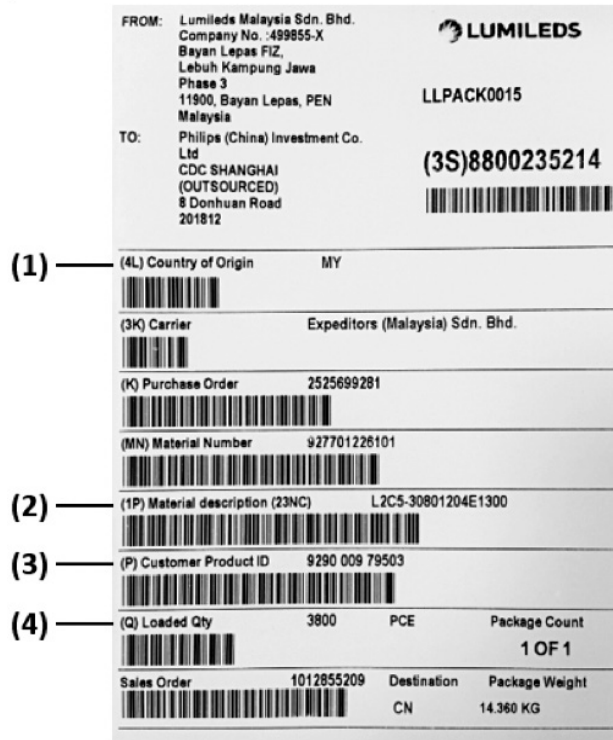 FROM: Lumileds Malaysia Sdn. Bhd.
Company No. :499855-X
Bayan Lepas FIZ,
Lebuh Kampung Jawa
Phase 3
11900, Bayan Lepas, PEN
Malaysia
LUMILEDS
LLPACK0015
TO: Philips (China) Investment Co.
Ltd
CDC SHANGHAI
(OUTSOURCED)
8 Donhuan Road
201812
(3S)8800235214
(1) (4L) Country of Origin MY
(3K) Carrier Expeditors (Malaysia) Sdn. Bhd.
(K) Purchase Order 2525699281
(MN) Material Number 927701226101
(2) (1P) Material description (23NC) L2C5-30801204E1300
(3) (P) Customer Product ID 9290 009 79503
(4) (Q) Loaded Qty 3800 PCE Package Count
1 OF 1
Sales Order 1012855209 Destination Package Weight
CN 14.360 KG